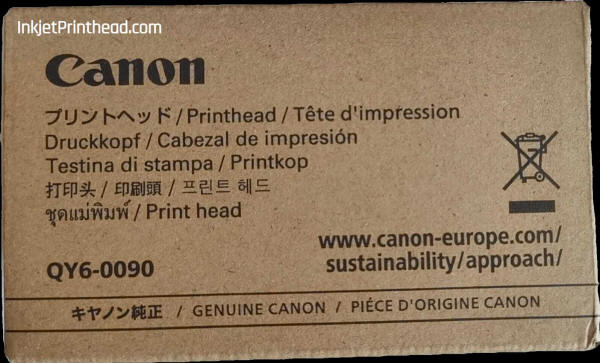 InkjetPrinthead.com
Canon
プリントヘッド / Printhead / Tête d'impression
Druckkopf / Cabezal de impresión
Testina di stampa / Printkop
打印头 / 印刷頭 / 프린트 헤드
ชุดแม่พิมพ์ / Print head
www.canon-europe.com/
sustainability/approach/
QY6-0090
キヤノン純正 / GENUINE CANON / PIÉCE D'ORIGINE CANON